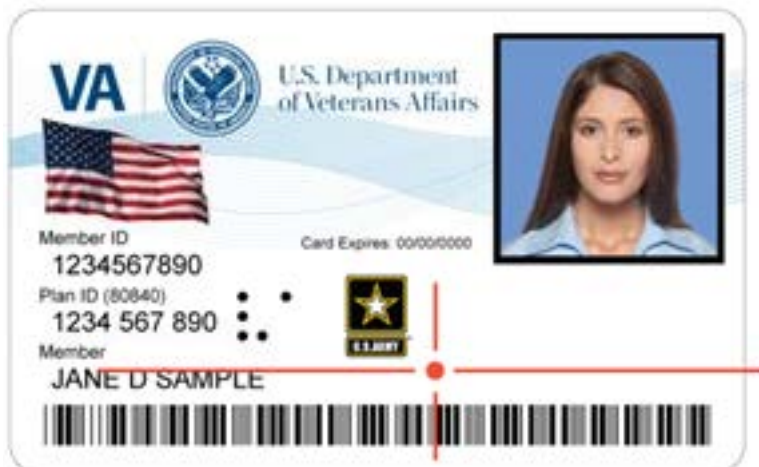 VA
U.S. Department
of Veterans Affairs
Member ID
Card Expires: 00/00/0000
1234567890
Plan ID (80840)
1234 567 890
U.S.ARMY
Member
JANE D SAMPLE